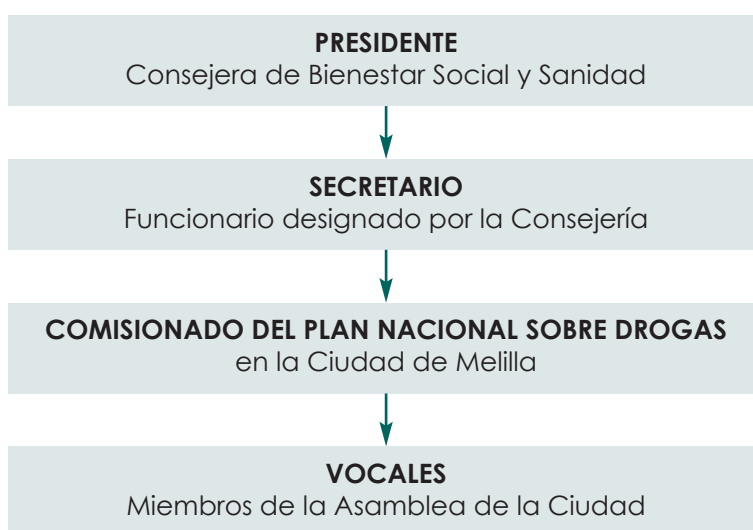 PRESIDENTE
Consejera de Bienestar Social y Sanidad
SECRETARIO
Funcionario designado por la Consejería
COMISIONADO DEL PLAN NACIONAL SOBRE DROGAS
en la Ciudad de Melilla
VOCALES
Miembros de la Asamblea de la Ciudad